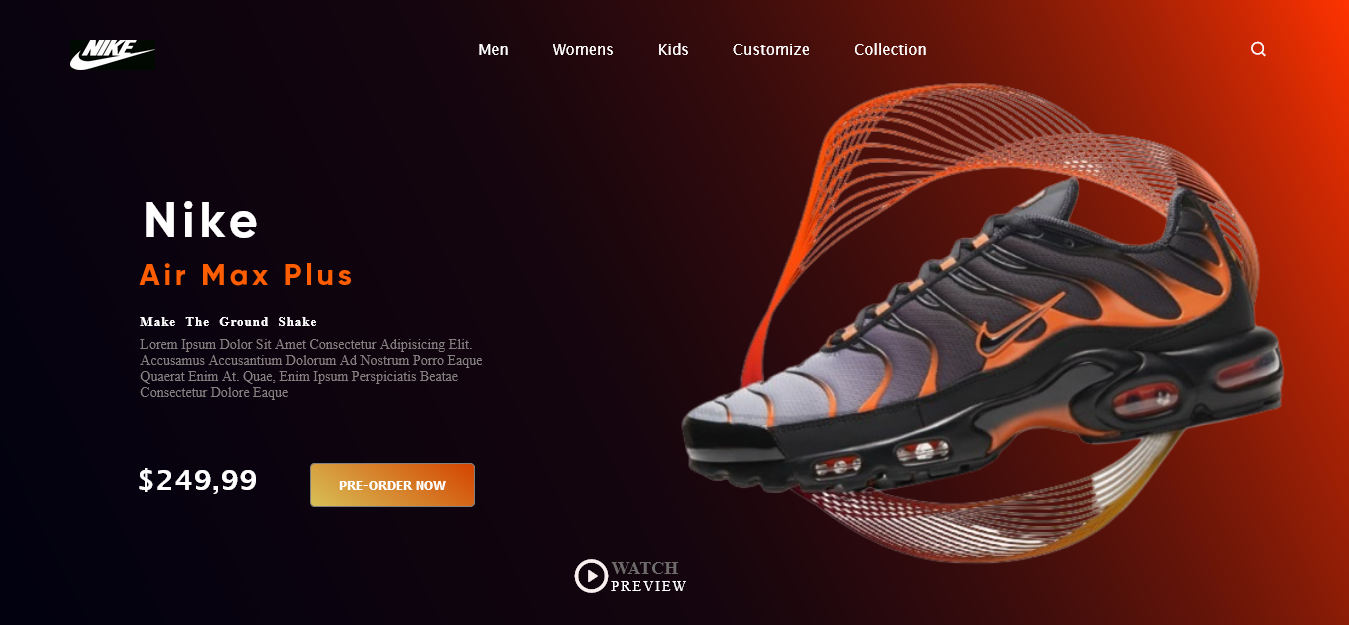 NIKE
Men Womens Kids Customize Collection
Nike
Air Max Plus
Make The Ground Shake
Lorem Ipsum Dolor Sit Amet Consectetur Adipisicing Elit.
Accusamus Accusantium Dolorum Ad Nostrum Porro Eaque
Quaerat Enim At. Quae, Enim Ipsum Perspiciatis Beatae
Consectetur Dolore Eaque
$249,99
PRE-ORDER NOW
WATCH
PREVIEW